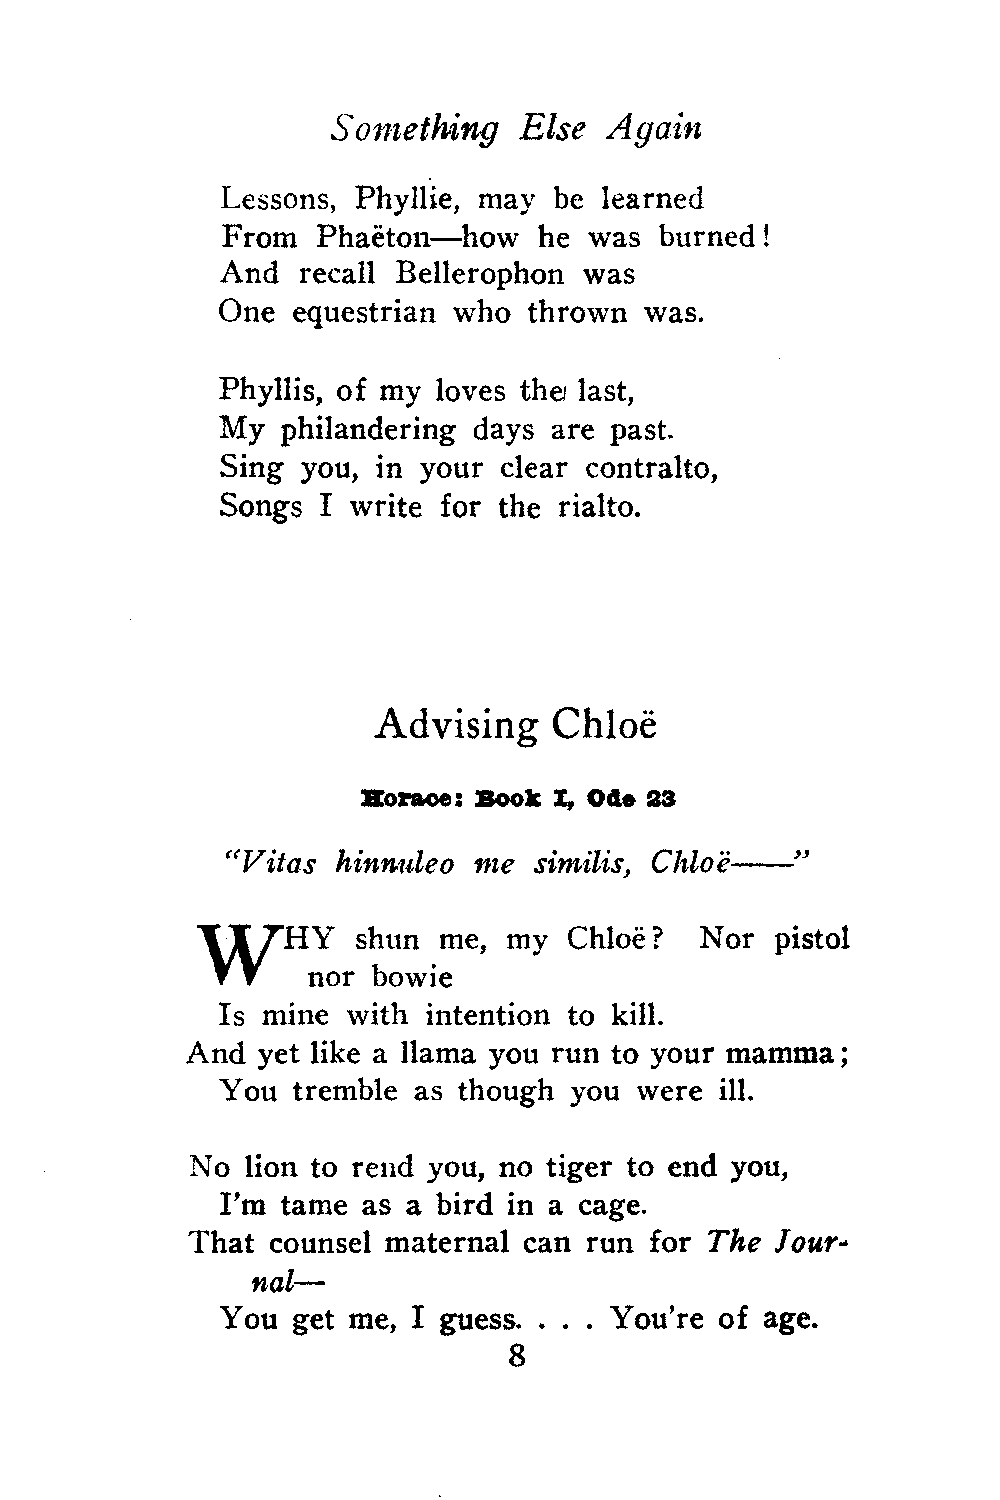 Something Else Again
Lessons, Phyllie, may be learned
From Phaëton—how he was burned!
And recall Bellerophon was
One equestrian who thrown was.
Phyllis, of my loves the last,
My philandering days are past.
Sing you, in your clear contralto,
Songs I write for the rialto.
Advising Chloë
Horace: Book I, Ode 23
"Vitas hinnuleo me similis, Chloë——"
WHY shun me, my Chloë? Nor pistol
nor bowie
Is mine with intention to kill.
And yet like a llama you run to your mamma;
You tremble as though you were ill.
No lion to rend you, no tiger to end you,
I'm tame as a bird in a cage.
That counsel maternal can run for The Jour-
nal—
You get me, I guess. . . . You're of age.
8